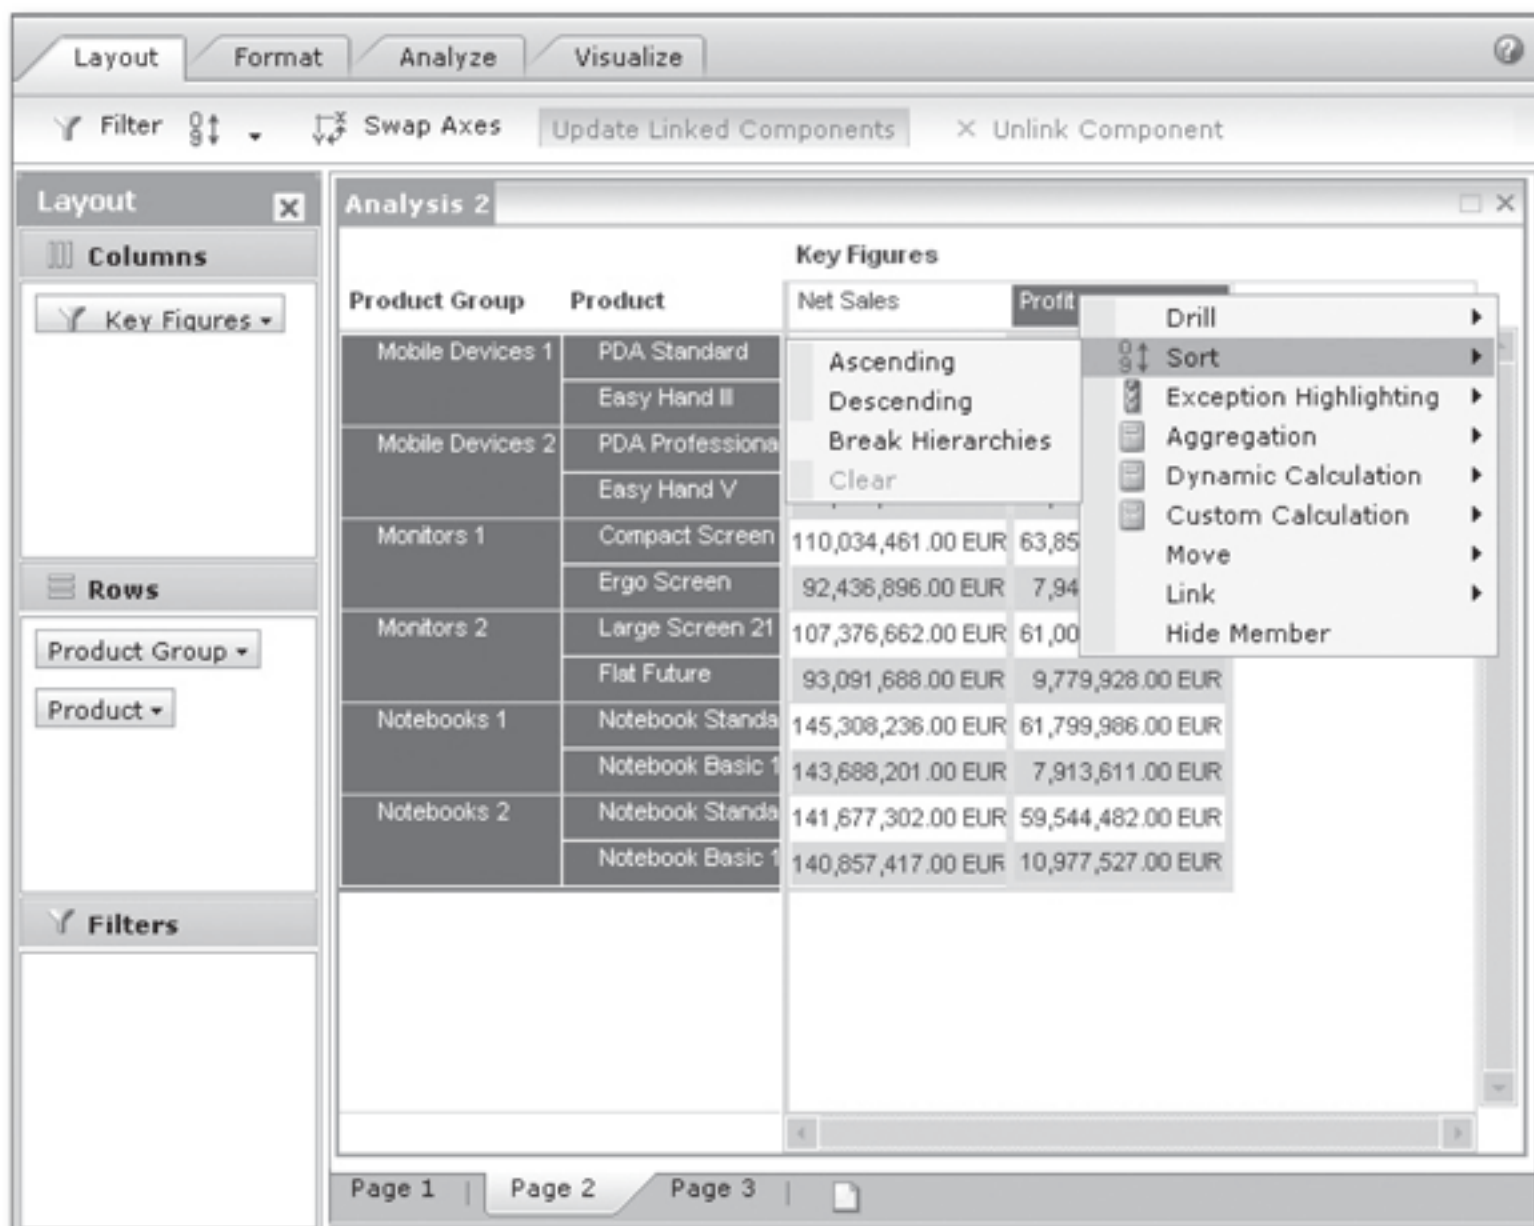 Layout Format Analyze Visualize
Filter Swap Axes Update Linked Components × Unlink Component
Layout
Columns
Key Figures
Rows
Product Group
Product
Filters
Analysis 2
Key Figures
Product Group Product Net Sales Profit
Mobile Devices 1 PDA Standard
Easy Hand III
Mobile Devices 2 PDA Professiona
Easy Hand V
Monitors 1 Compact Screen 110,034,461.00 EUR 63,85
Ergo Screen 92,436,896.00 EUR 7,94
Monitors 2 Large Screen 21 107,376,662.00 EUR 61,00
Flat Future 93,091,688.00 EUR 9,779,928.00 EUR
Notebooks 1 Notebook Standa 145,308,236.00 EUR 61,799,986.00 EUR
Notebook Basic 1 143,688,201.00 EUR 7,913,611.00 EUR
Notebooks 2 Notebook Standa 141,677,302.00 EUR 59,544,482.00 EUR
Notebook Basic 1 140,857,417.00 EUR 10,977,527.00 EUR
Drill
Sort
Exception Highlighting
Aggregation
Dynamic Calculation
Custom Calculation
Move
Link
Hide Member
Ascending
Descending
Break Hierarchies
Clear
Page 1 | Page 2 Page 3 |